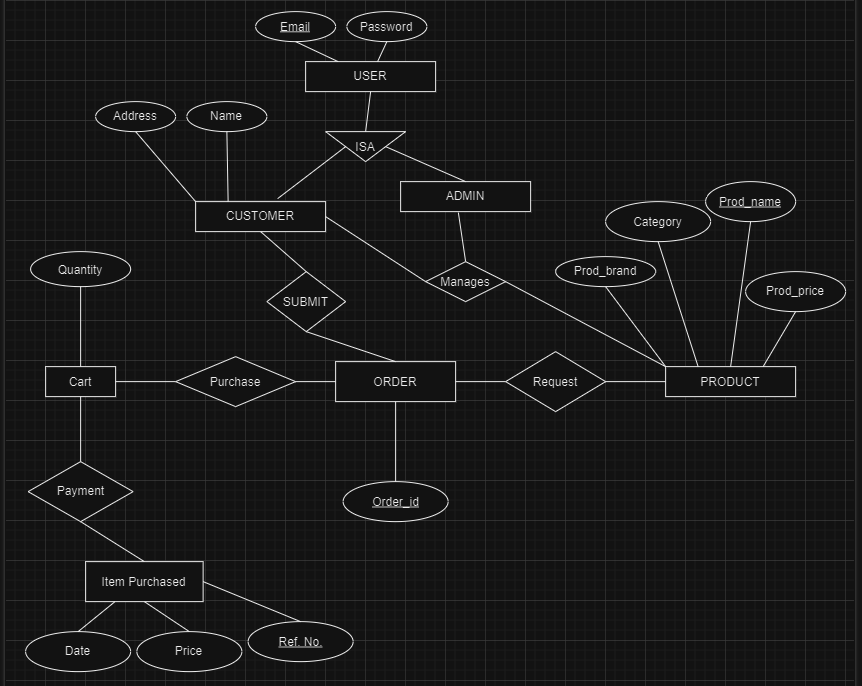 Email
Password
USER
Address
Name
ISA
ADMIN
CUSTOMER
Prod_name
Category
Quantity
Prod_brand
Manages
Prod_price
SUBMIT
Cart
Purchase
ORDER
Request
PRODUCT
Payment
Order_id
Item Purchased
Date
Price
Ref. No.